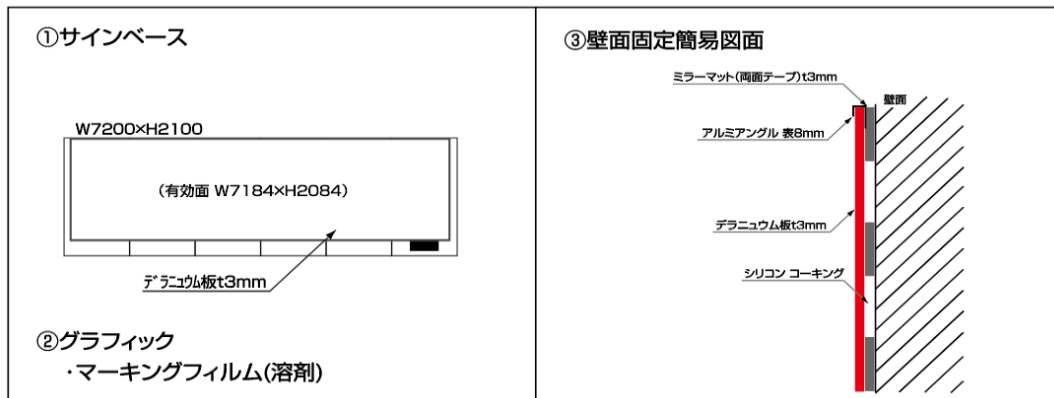 ①サインベース
W7200×H2100
(有効面 W7184×H2084)
デラニュウム板t3mm
②グラフィック
・マーキングフィルム(溶剤)
③壁面固定簡易図面
ミラーマット(両面テープ)t3mm
壁面
アルミアングル 表8mm
デラニュウム板t3mm
シリコン コーキング